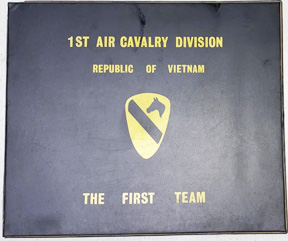 1ST AIR CAVALRY DIVISION
REPUBLIC OF VIETNAM
THE FIRST TEAM